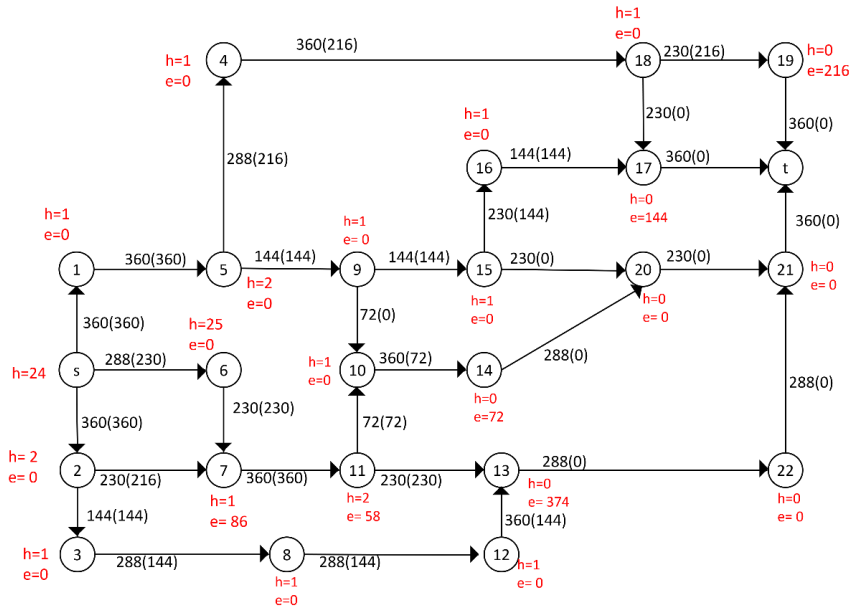 h=1
360(216)
h=1
e=0
4
e=0
18
230(216)
19
h=0
e=216
h=1
e=0
230(0)
360(0)
288(216)
16
144(144)
17
360(0)
t
h=0
e=144
h=1
e=0
230(144)
360(0)
h=1
e= 0
1
360(360)
5
144(144)
9
144(144)
15
230(0)
20
230(0)
21
h=0
e= 0
h=2
e=0
h=1
e=0
h=0
e= 0
360(360)
h=25
e=0
72(0)
h=24
s
288(230)
6
h=1
e=0
10
360(72)
14
288(0)
288(0)
h=0
e=72
360(360)
230(230)
72(72)
h= 2
e= 0
2
230(216)
7
360(360)
11
230(230)
13
288(0)
22
h=1
e= 86
h=2
e= 58
h=0
e= 374
h=0
e= 0
144(144)
360(144)
h=1
e=0
3
288(144)
8
288(144)
12
h=1
e= 0
h=1
e=0